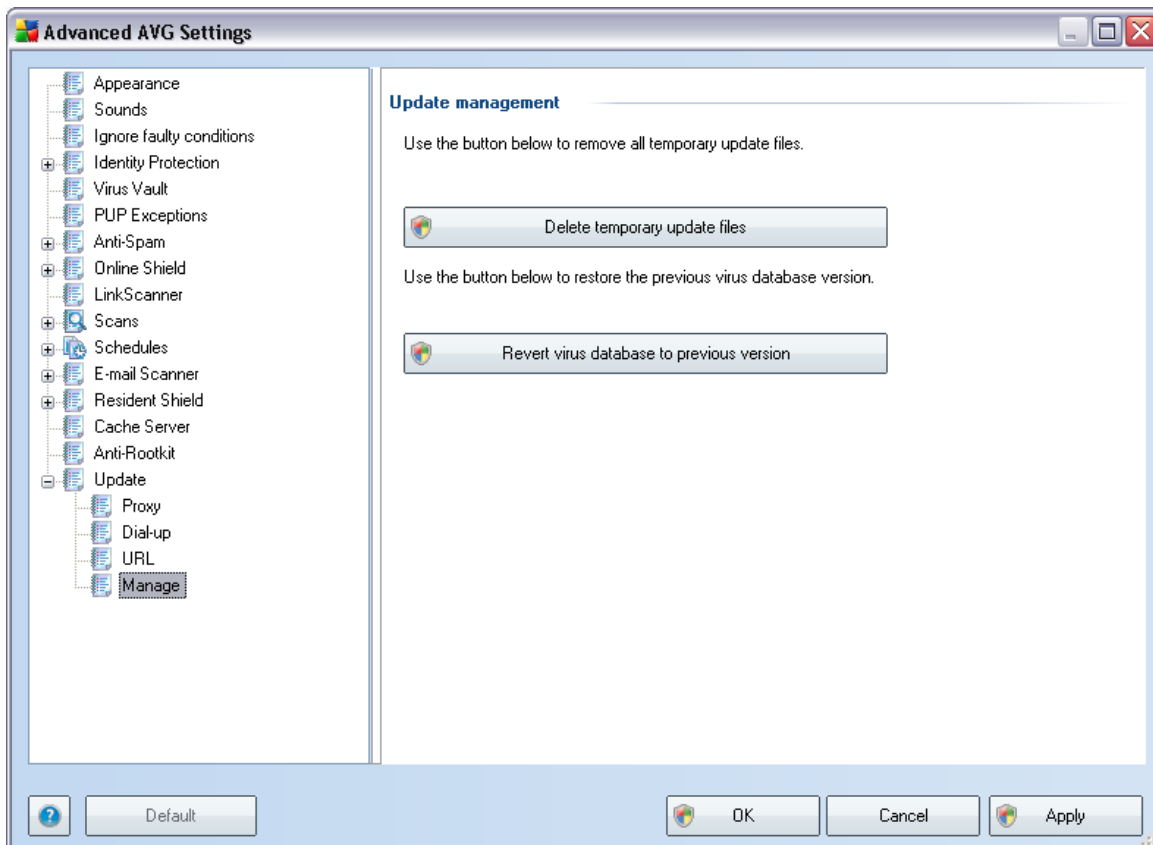 Advanced AVG Settings
Appearance
Sounds
Ignore faulty conditions
Identity Protection
Virus Vault
PUP Exceptions
Anti-Spam
Online Shield
LinkScanner
Scans
Schedules
E-mail Scanner
Resident Shield
Cache Server
Anti-Rootkit
Update
Proxy
Dial-up
URL
Manage
Update management
Use the button below to remove all temporary update files.
Delete temporary update files
Use the button below to restore the previous virus database version.
Revert virus database to previous version
? Default OK Cancel Apply